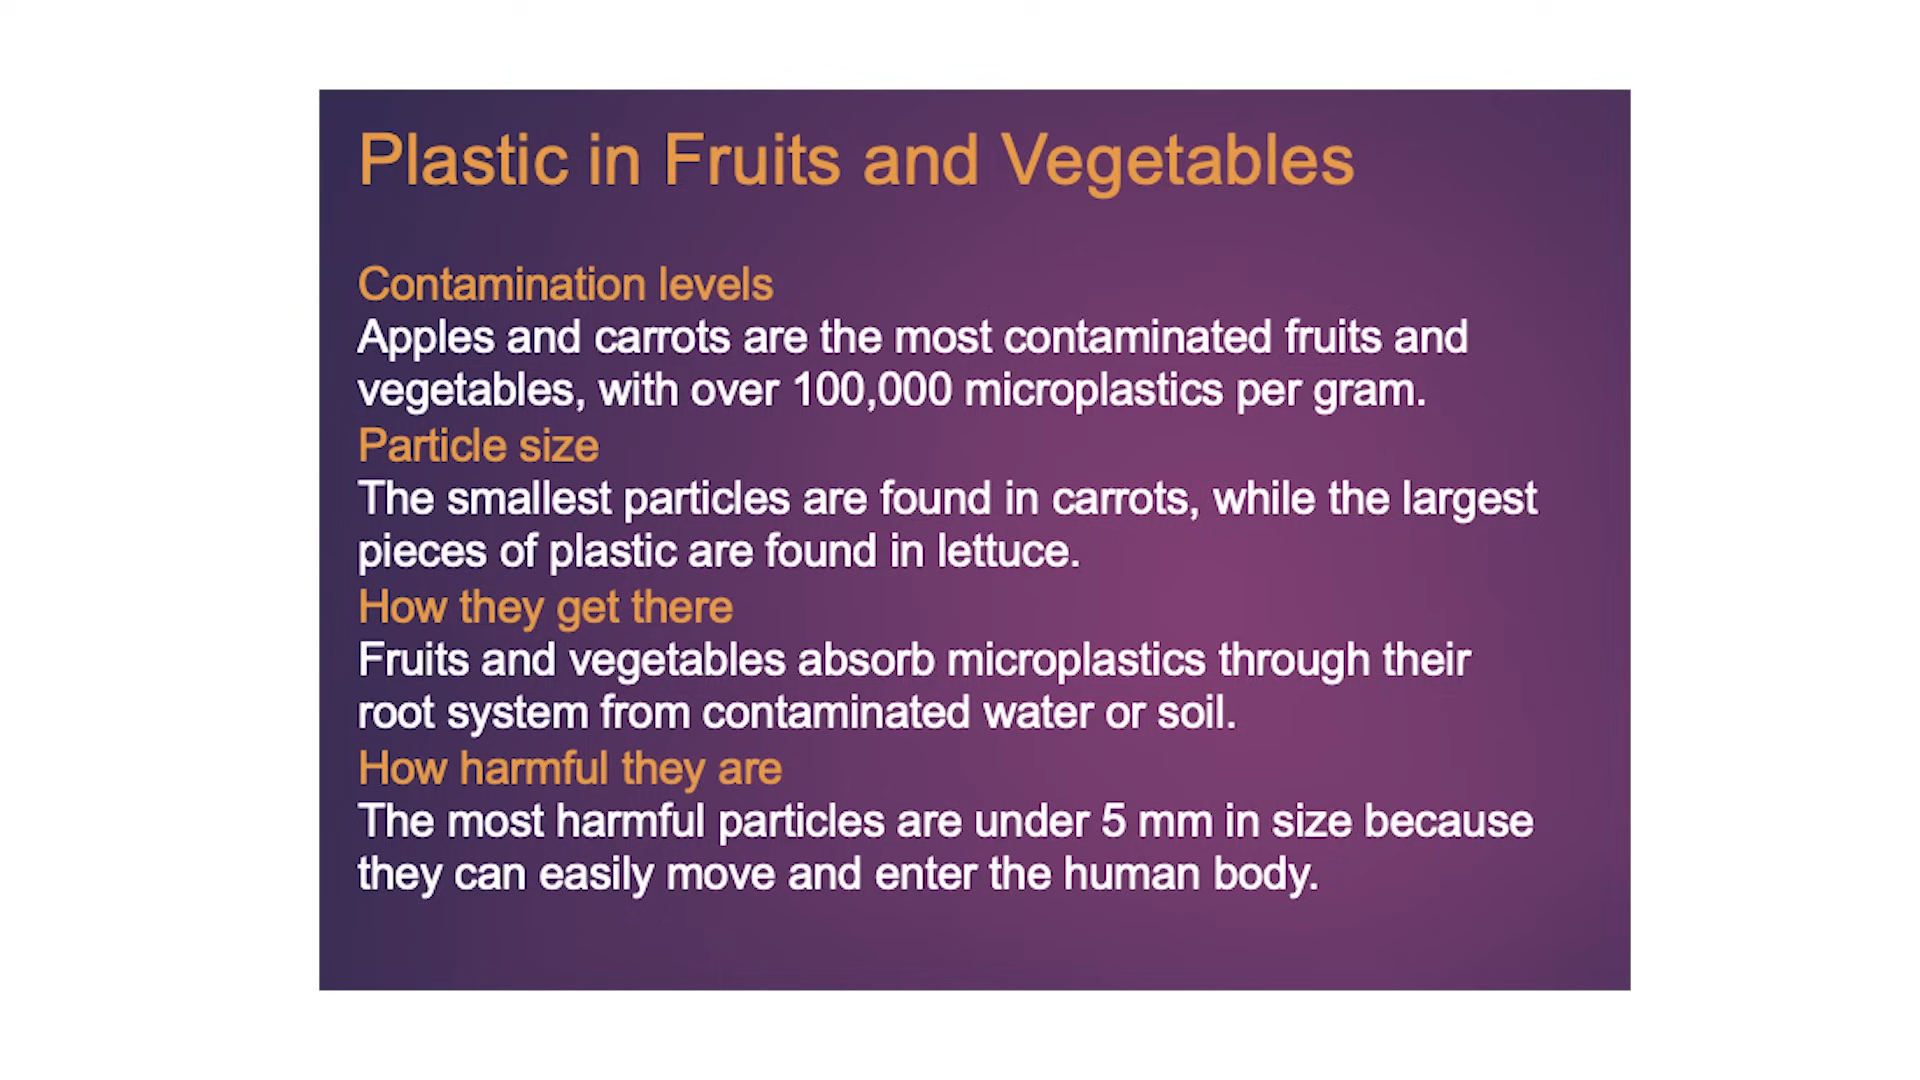 Plastic in Fruits and Vegetables
Contamination levels
Apples and carrots are the most contaminated fruits and
vegetables, with over 100,000 microplastics per gram.
Particle size
The smallest particles are found in carrots, while the largest
pieces of plastic are found in lettuce.
How they get there
Fruits and vegetables absorb microplastics through their
root system from contaminated water or soil.
How harmful they are
The most harmful particles are under 5 mm in size because
they can easily move and enter the human body.